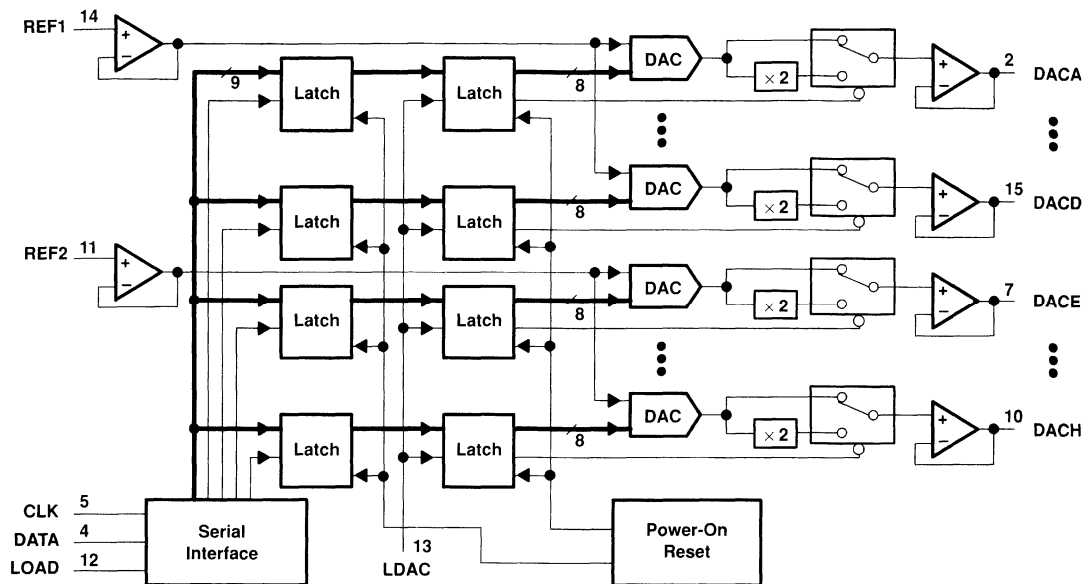 REF1 14
+
−
9
Latch
Latch
8
DAC
× 2
+
−
2 DACA
Latch
Latch
8
DAC
× 2
+
−
15 DACD
REF2 11
+
−
Latch
Latch
8
DAC
× 2
+
−
7 DACE
Latch
Latch
8
DAC
× 2
+
−
10 DACH
CLK 5
DATA 4
LOAD 12
Serial
Interface
13
LDAC
Power-On
Reset